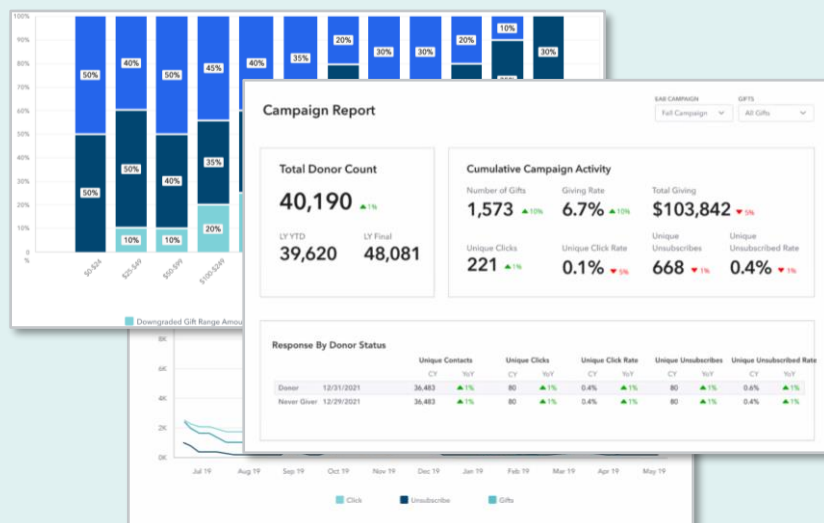 100%
90%
80%
70%
60%
50%
40%
30%
20%
10%
0
%
50% 40% 50% 45% 40% 35% 20% 30% 30% 20% 10% 30%
50% 50% 40% 35%
10% 10% 20%
$0-$24 $25-$49 $50-$99 $100-$249
Downgraded Gift Range Amou
Campaign Report
EAB CAMPAIGN GIFTS
Fall Campaign All Gifts
Total Donor Count
40,190 1%
LY YTD LY Final
39,620 48,081
Cumulative Campaign Activity
Number of Gifts Giving Rate Total Giving
1,573 10% 6.7% 10% $103,842 5%
Unique Clicks Unique Click Rate Unique Unsubscribes Unique Unsubscribed Rate
221 1% 0.1% 5% 668 1% 0.4% 1%
Response By Donor Status
Unique Contacts Unique Clicks Unique Click Rate Unique Unsubscribes Unique Unsubscribed Rate
CY YoY CY YoY CY YoY CY YoY CY YoY
Donor 12/31/2021 36,483 1% 80 1% 0.4% 1% 80 1% 0.6% 1%
Never Giver 12/29/2021 36,483 1% 80 1% 0.4% 1% 80 1% 0.4% 1%
8K
6K
4K
2K
0K
Jul 19 Aug 19 Sep 19 Oct 19 Nov 19 Dec 19 Jan 19 Feb 19 Mar 19 Apr 19 May 19
Click Unsubscribe Gifts